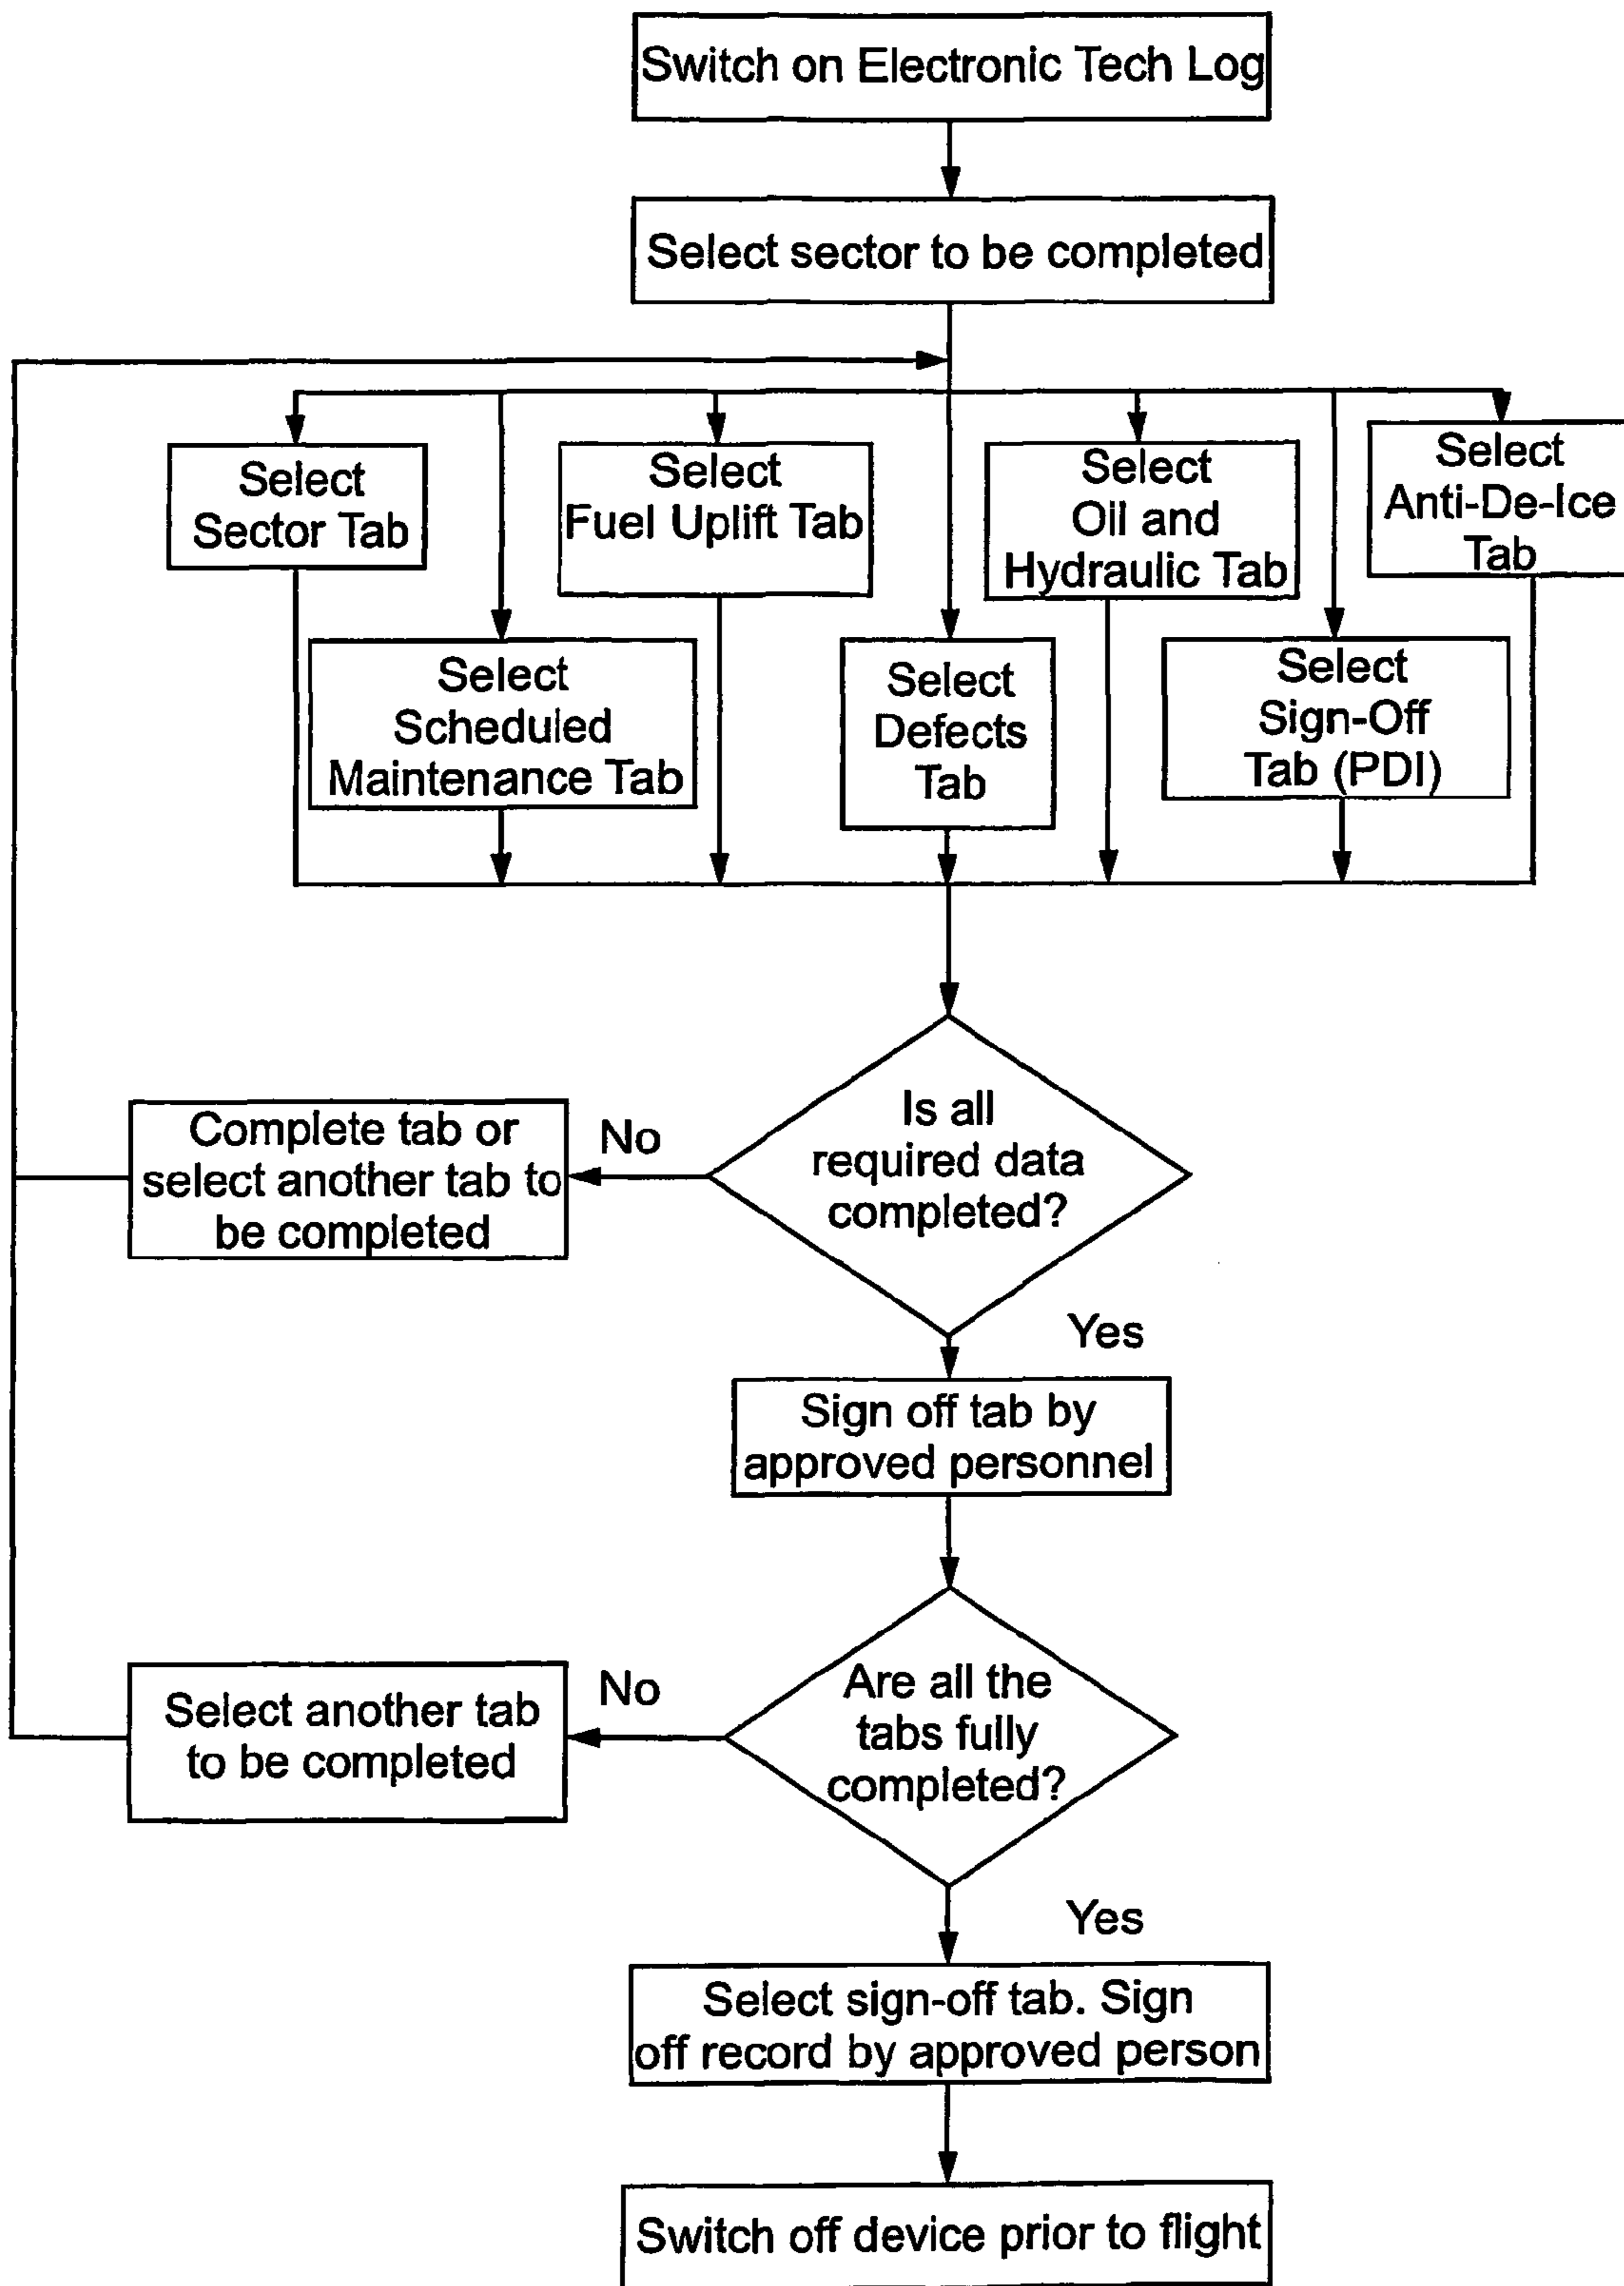 Switch on Electronic Tech Log
Select sector to be completed
Select
Sector Tab
Select
Fuel Uplift Tab
Select
Oil and
Hydraulic Tab
Select
Anti-De-Ice
Tab
Select
Scheduled
Maintenance Tab
Select
Defects
Tab
Select
Sign-Off
Tab (PDI)
Is all
required data
completed?
No
Complete tab or
select another tab to
be completed
Yes
Sign off tab by
approved personnel
Are all the
tabs fully
completed?
No
Select another tab
to be completed
Yes
Select sign-off tab. Sign
off record by approved person
Switch off device prior to flight